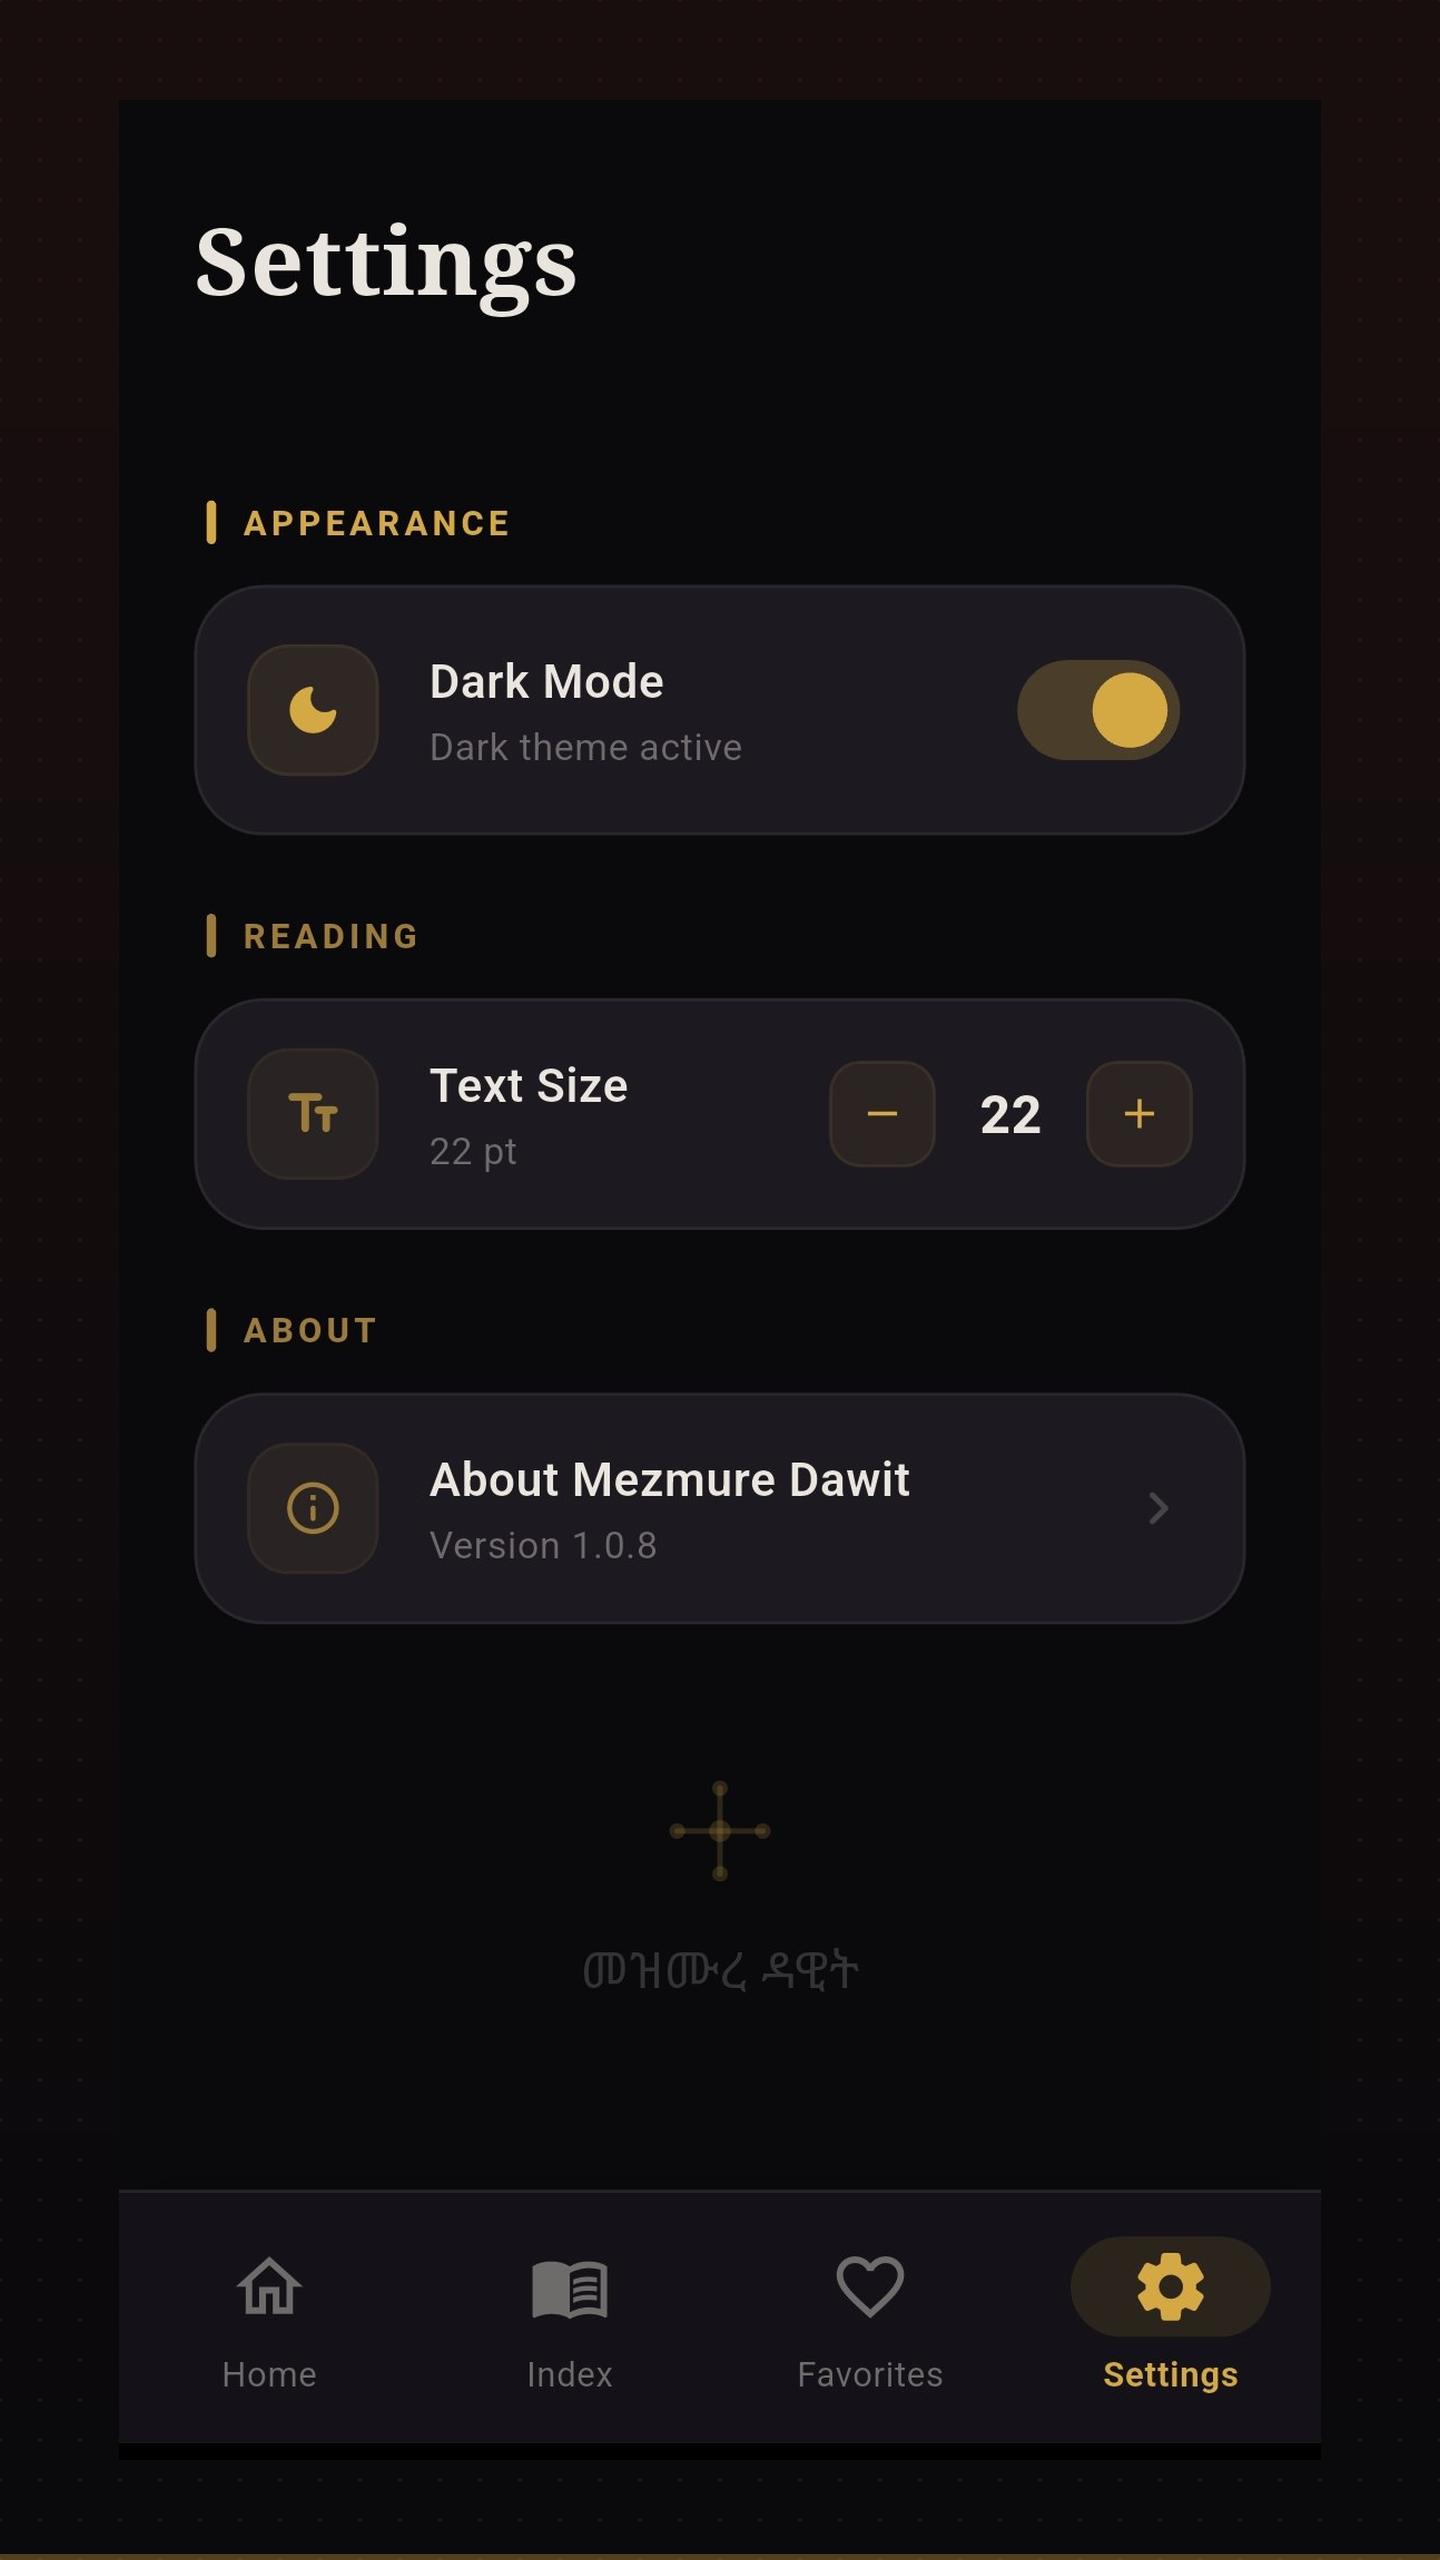 Settings
APPEARANCE
Dark Mode
Dark theme active
READING
Text Size
22 pt
22
ABOUT
About Mezmure Dawit
Version 1.0.8
መዝሙረ ዳዊት
Home
Index
Favorites
Settings